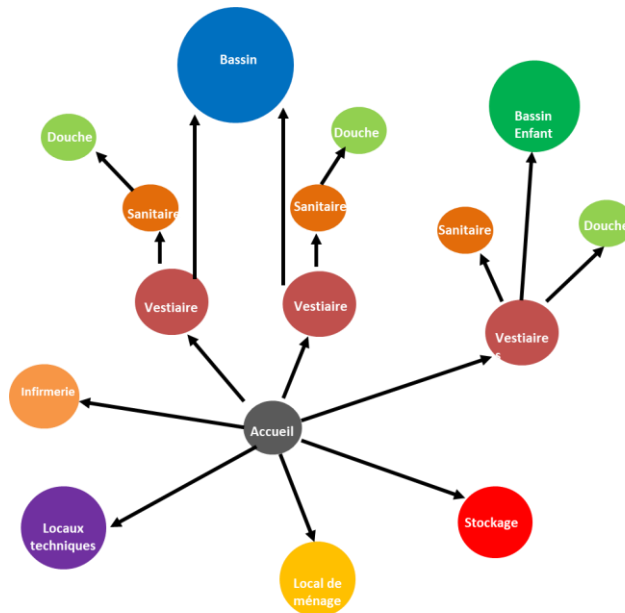 Bassin
Bassin
Enfant
Douche
Douche
Sanitaire
Sanitaire
Sanitaire
Douche
Vestiaire
Vestiaire
Vestiaire
s
Infirmerie
Accueil
Locaux
techniques
Stockage
Local de
ménage